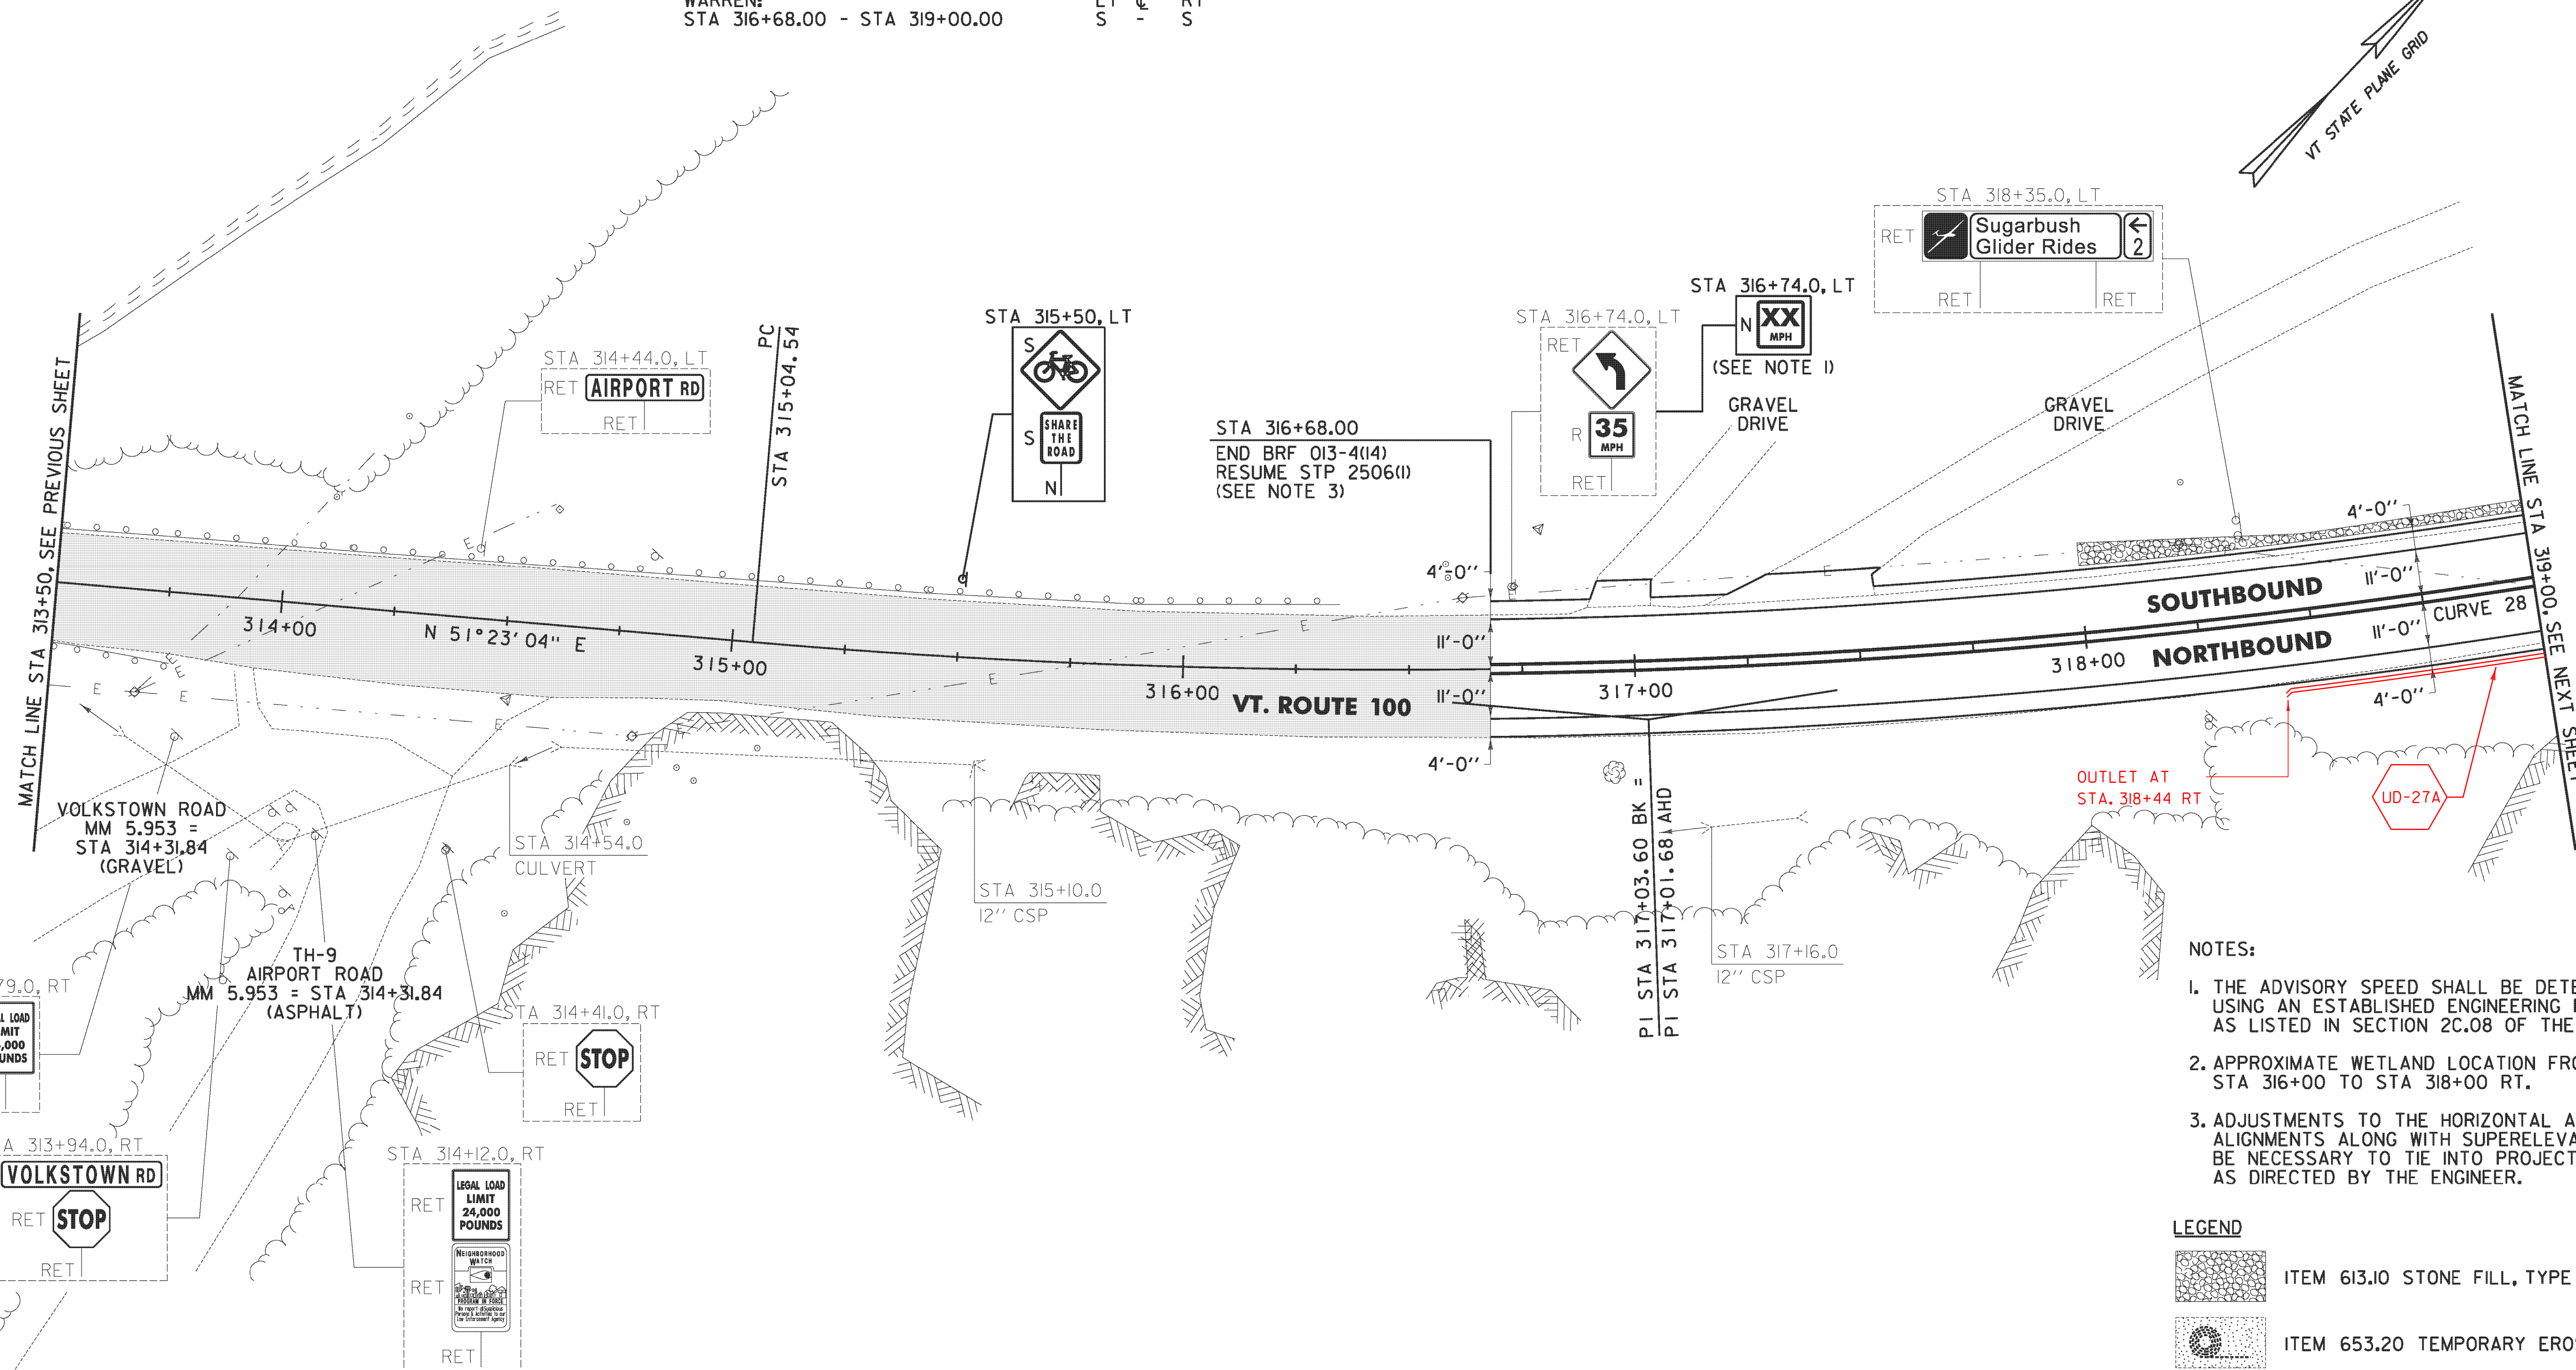 WARREN:
LT ℄ RT
STA 316+68.00 - STA 319+00.00 S - S
VT STATE PLANE GRID
STA 318+35.0, LT
RET
Sugarbush
Glider Rides
←
2
RET RET
STA 316+74.0, LT
N
XX
MPH
(SEE NOTE 1)
STA 316+74.0, LT
RET
R
35
MPH
RET
GRAVEL
DRIVE
GRAVEL
DRIVE
STA 315+50, LT
S
S
SHARE
THE
ROAD
N
PC
STA 315+04.54
STA 314+44.0, LT
RET AIRPORT RD
RET
STA 316+68.00
END BRF 013-4(14)
RESUME STP 2506(1)
(SEE NOTE 3)
MATCH LINE STA 313+50, SEE PREVIOUS SHEET
MATCH LINE STA 319+00, SEE NEXT SHEET
E
E
E
E
E
E
E
E
E
E
E
314+00
N 51°23'04" E
315+00
316+00
VT. ROUTE 100
317+00
318+00
SOUTHBOUND
NORTHBOUND
CURVE 28
4'-0"
11'-0"
11'-0"
4'-0"
4'-0"
11'-0"
11'-0"
4'-0"
OUTLET AT
STA. 318+44 RT
UD-27A
VOLKSTOWN ROAD
MM 5.953 =
STA 314+31.84
(GRAVEL)
STA 314+54.0
CULVERT
STA 315+10.0
12" CSP
PI STA 317+03.60 BK =
PI STA 317+01.68 AHD
STA 317+16.0
12" CSP
TH-9
AIRPORT ROAD
MM 5.953 = STA 314+31.84
(ASPHALT)
79.0, RT
L LOAD
MIT
,000
UNDS
STA 314+41.0, RT
RET STOP
RET
A 313+94.0, RT
VOLKSTOWN RD
RET STOP
RET
STA 314+12.0, RT
RET
LEGAL LOAD
LIMIT
24,000
POUNDS
RET
NEIGHBORHOOD
WATCH
PROGRAM IN FORCE
RET
NOTES:
1. THE ADVISORY SPEED SHALL BE DETE
USING AN ESTABLISHED ENGINEERING
AS LISTED IN SECTION 2C.08 OF THE
2. APPROXIMATE WETLAND LOCATION FRO
STA 316+00 TO STA 318+00 RT.
3. ADJUSTMENTS TO THE HORIZONTAL A
ALIGNMENTS ALONG WITH SUPERELEVA
BE NECESSARY TO TIE INTO PROJECT
AS DIRECTED BY THE ENGINEER.
LEGEND
ITEM 613.10 STONE FILL, TYPE
ITEM 653.20 TEMPORARY ERO